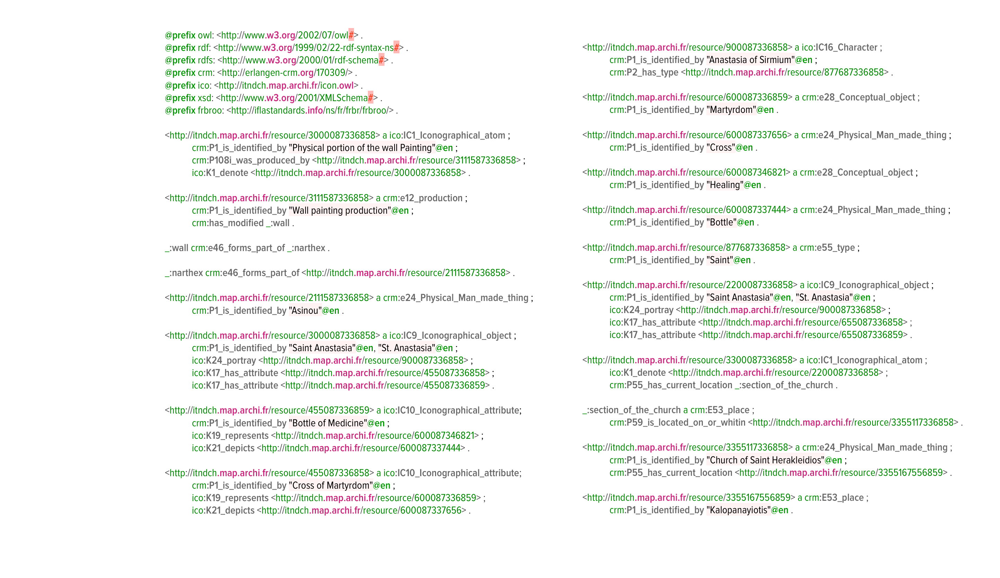 @prefix owl: <http://www.w3.org/2002/07/owl#> .
@prefix rdf: <http://www.w3.org/1999/02/22-rdf-syntax-ns#> .
@prefix rdfs: <http://www.w3.org/2000/01/rdf-schema#> .
@prefix crm: <http://erlangen-crm.org/170309/> .
@prefix ico: <http://itndch.map.archi.fr/icon.owl> .
@prefix xsd: <http://www.w3.org/2001/XMLSchema#> .
@prefix frbroo: <http://iflastandards.info/ns/fr/frbr/frbroo/> .
<http://itndch.map.archi.fr/resource/3000087336858> a ico:IC1_Iconographical_atom ;
crm:P1_is_identified_by "Physical portion of the wall Painting"@en ;
crm:P108i_was_produced_by <http://itndch.map.archi.fr/resource/3111587336858> ;
ico:K1_denote <http://itndch.map.archi.fr/resource/3000087336858> .
<http://itndch.map.archi.fr/resource/3111587336858> a crm:e12_production ;
crm:P1_is_identified_by "Wall painting production"@en ;
crm:has_modified _:wall .
_:wall crm:e46_forms_part_of _:narthex .
_:narthex crm:e46_forms_part_of <http://itndch.map.archi.fr/resource/2111587336858> .
<http://itndch.map.archi.fr/resource/2111587336858> a crm:e24_Physical_Man_made_thing ;
crm:P1_is_identified_by "Asinou"@en .
<http://itndch.map.archi.fr/resource/3000087336858> a ico:IC9_Iconographical_object ;
crm:P1_is_identified_by "Saint Anastasia"@en, "St. Anastasia"@en ;
ico:K24_portray <http://itndch.map.archi.fr/resource/900087336858> ;
ico:K17_has_attribute <http://itndch.map.archi.fr/resource/455087336858> ;
ico:K17_has_attribute <http://itndch.map.archi.fr/resource/455087336859> .
<http://itndch.map.archi.fr/resource/455087336859> a ico:IC10_Iconographical_attribute;
crm:P1_is_identified_by "Bottle of Medicine"@en ;
ico:K19_represents <http://itndch.map.archi.fr/resource/600087346821> ;
ico:K21_depicts <http://itndch.map.archi.fr/resource/600087337444> .
<http://itndch.map.archi.fr/resource/455087336858> a ico:IC10_Iconographical_attribute;
crm:P1_is_identified_by "Cross of Martyrdom"@en ;
ico:K19_represents <http://itndch.map.archi.fr/resource/600087336859> ;
ico:K21_depicts <http://itndch.map.archi.fr/resource/600087337656> .
<http://itndch.map.archi.fr/resource/900087336858> a ico:IC16_Character ;
crm:P1_is_identified_by "Anastasia of Sirmium"@en ;
crm:P2_has_type <http://itndch.map.archi.fr/resource/877687336858> .
<http://itndch.map.archi.fr/resource/600087336859> a crm:e28_Conceptual_object ;
crm:P1_is_identified_by "Martyrdom"@en .
<http://itndch.map.archi.fr/resource/600087337656> a crm:e24_Physical_Man_made_thing ;
crm:P1_is_identified_by "Cross"@en .
<http://itndch.map.archi.fr/resource/600087346821> a crm:e28_Conceptual_object ;
crm:P1_is_identified_by "Healing"@en .
<http://itndch.map.archi.fr/resource/600087337444> a crm:e24_Physical_Man_made_thing ;
crm:P1_is_identified_by "Bottle"@en .
<http://itndch.map.archi.fr/resource/877687336858> a crm:e55_type ;
crm:P1_is_identified_by "Saint"@en .
<http://itndch.map.archi.fr/resource/2200087336858> a ico:IC9_Iconographical_object ;
crm:P1_is_identified_by "Saint Anastasia"@en, "St. Anastasia"@en ;
ico:K24_portray <http://itndch.map.archi.fr/resource/900087336858> ;
ico:K17_has_attribute <http://itndch.map.archi.fr/resource/655087336858> ;
ico:K17_has_attribute <http://itndch.map.archi.fr/resource/655087336859> .
<http://itndch.map.archi.fr/resource/3300087336858> a ico:IC1_Iconographical_atom ;
ico:K1_denote <http://itndch.map.archi.fr/resource/2200087336858> ;
crm:P55_has_current_location _:section_of_the_church .
_:section_of_the_church a crm:E53_place ;
crm:P59_is_located_on_or_whitin <http://itndch.map.archi.fr/resource/3355117336858> .
<http://itndch.map.archi.fr/resource/3355117336858> a crm:e24_Physical_Man_made_thing ;
crm:P1_is_identified_by "Church of Saint Herakleidios"@en ;
crm:P55_has_current_location <http://itndch.map.archi.fr/resource/3355167556859> .
<http://itndch.map.archi.fr/resource/3355167556859> a crm:E53_place ;
crm:P1_is_identified_by "Kalopanayiotis"@en .